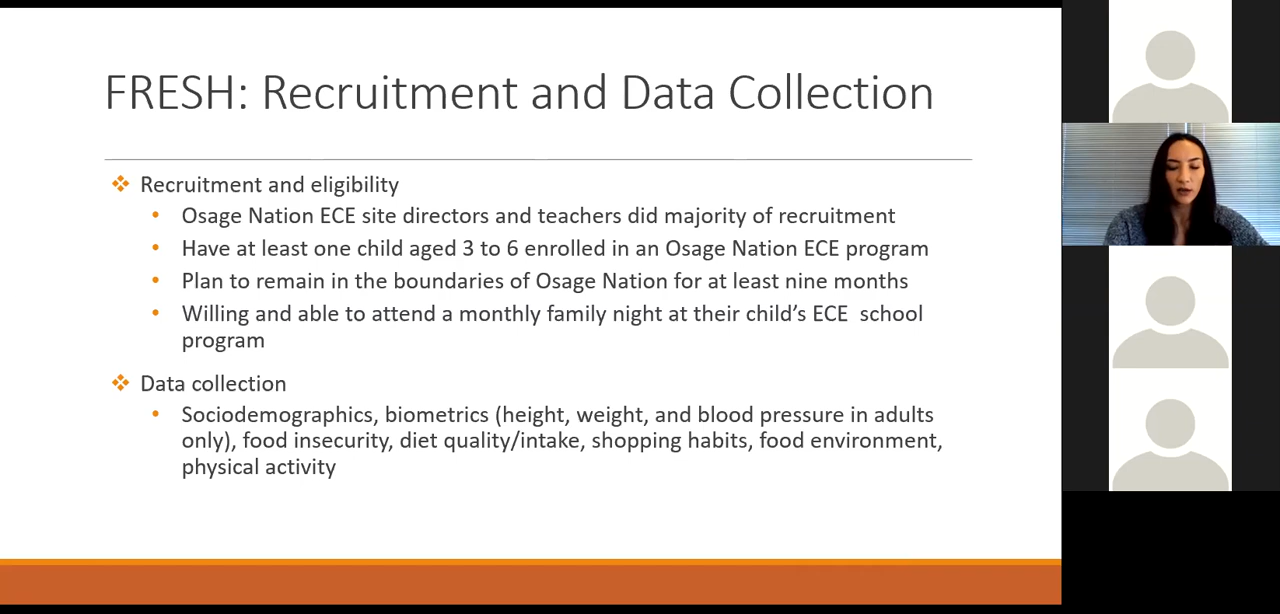 FRESH: Recruitment and Data Collection
Recruitment and eligibility
Osage Nation ECE site directors and teachers did majority of recruitment
Have at least one child aged 3 to 6 enrolled in an Osage Nation ECE program
Plan to remain in the boundaries of Osage Nation for at least nine months
Willing and able to attend a monthly family night at their child’s ECE  school
program
Data collection
Sociodemographics, biometrics (height, weight, and blood pressure in adults
only), food insecurity, diet quality/intake, shopping habits, food environment,
physical activity